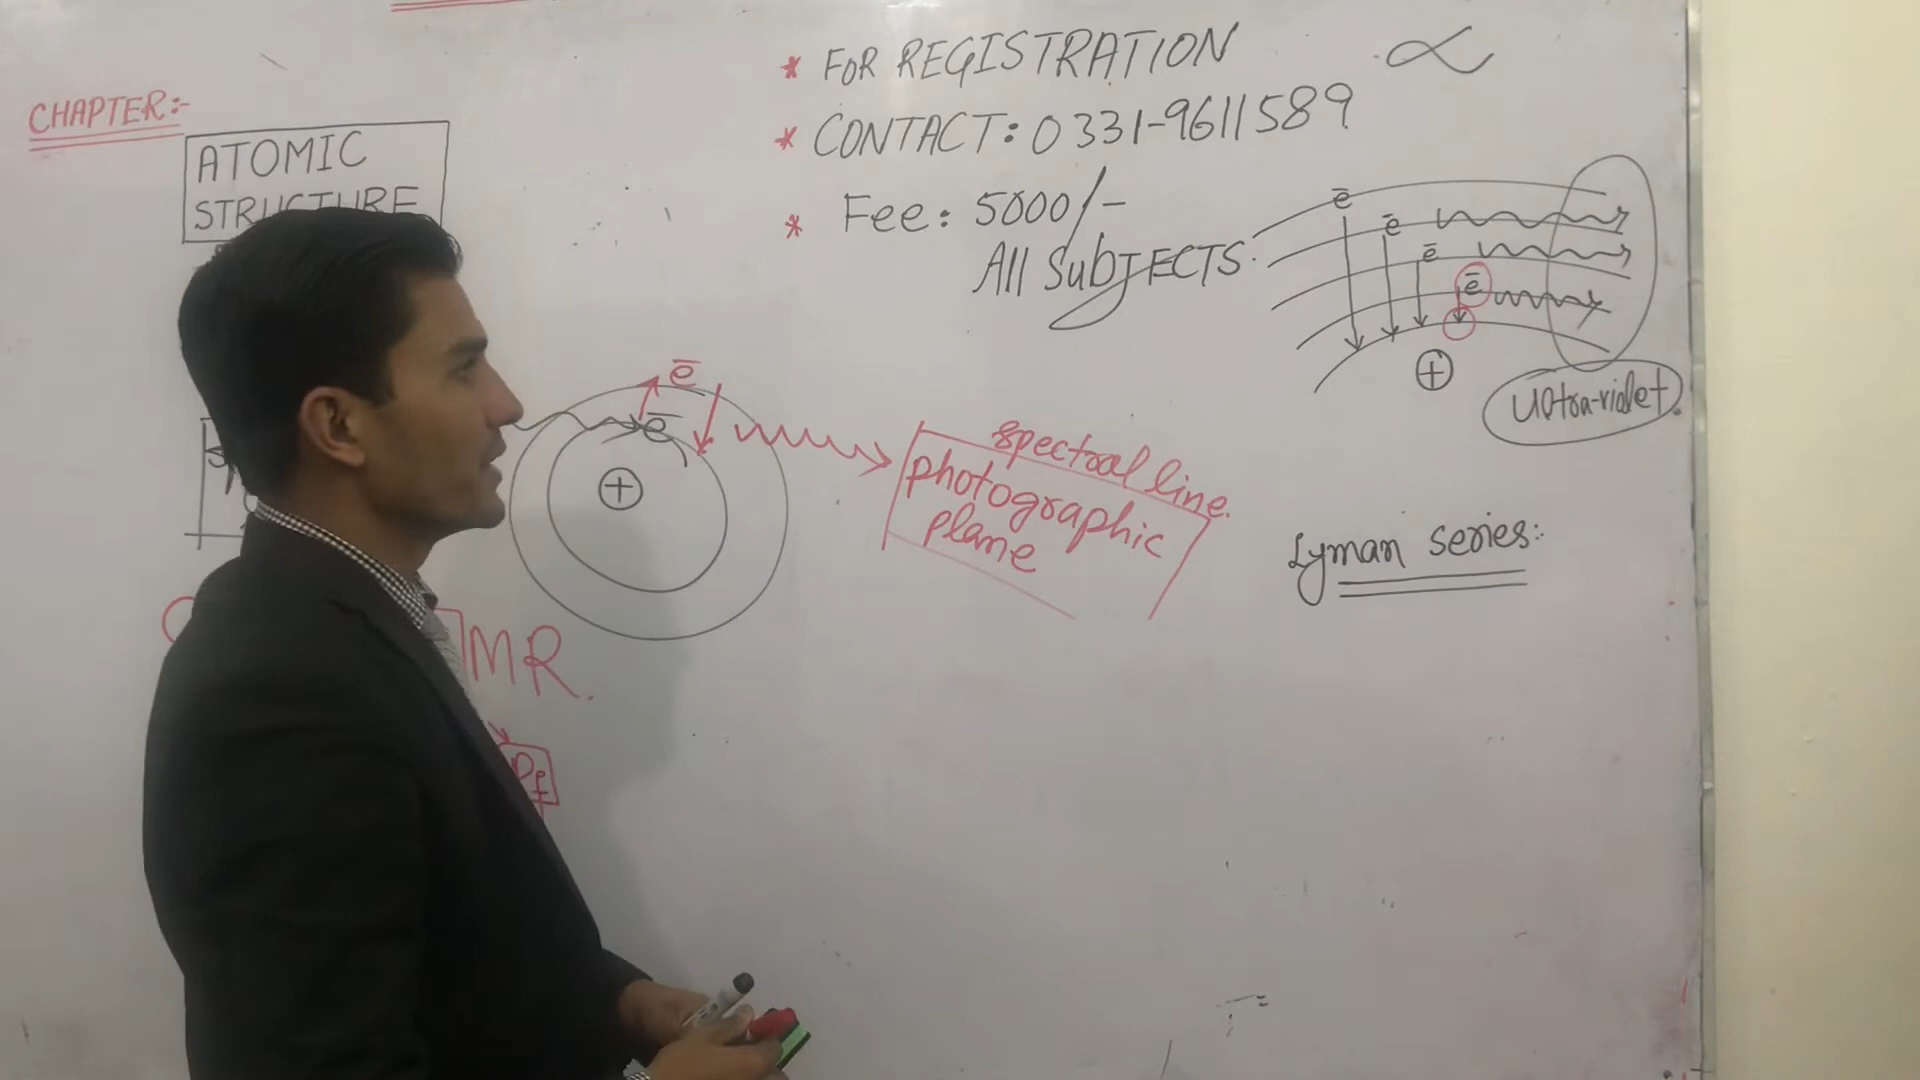 CHAPTER:-
ATOMIC
STRUCTURE
* FOR REGISTRATION
* CONTACT: 0331-9611589
* Fee: 5000/-
All SUBJECTS.
∝
e̅
e̅
e̅
e̅
+
Ultra-violet.
e̅
e̅
+
spectral line.
photographic
plane
Lyman series:-
MR.